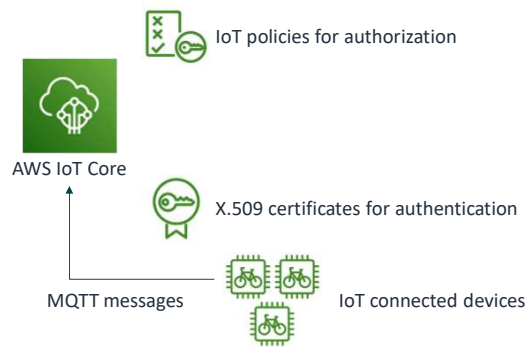 IoT policies for authorization
AWS IoT Core
X.509 certificates for authentication
MQTT messages
IoT connected devices